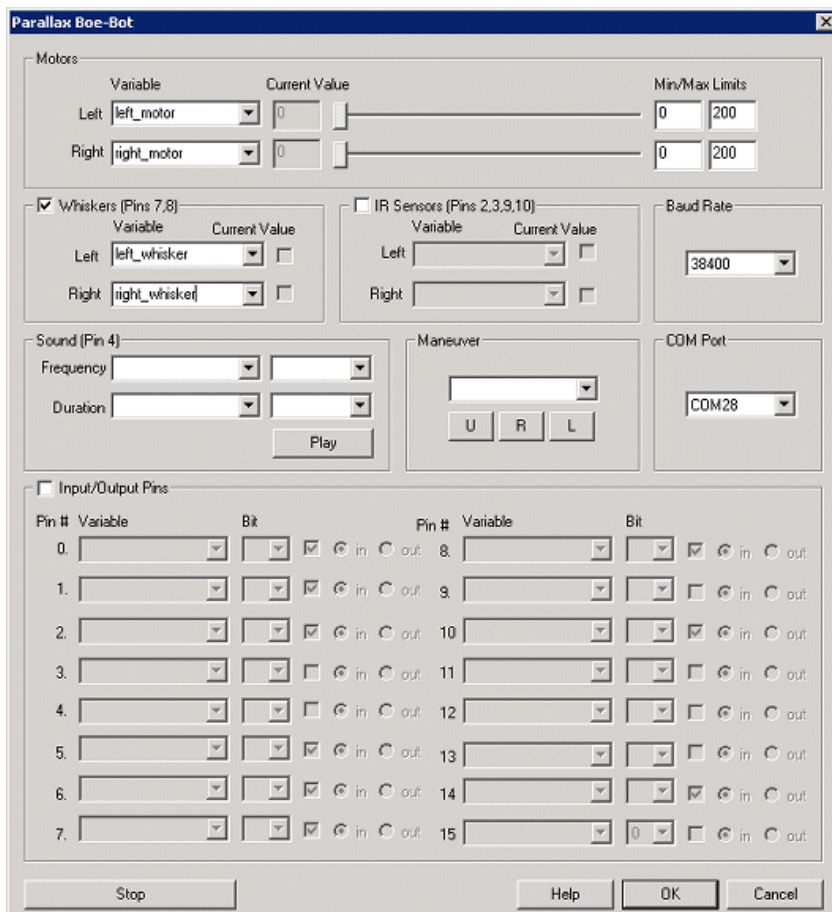 Parallax Boe-Bot
Motors
Variable Current Value Min/Max Limits
Left left_motor 0 0 200
Right right_motor 0 0 200
Whiskers (Pins 7,8)
Variable Current Value
Left left_whisker
Right right_whisker
IR Sensors (Pins 2,3,9,10)
Variable Current Value
Left
Right
Baud Rate
38400
Sound (Pin 4)
Frequency
Duration
Play
Maneuver
U R L
COM Port
COM28
Input/Output Pins
Pin # Variable Bit Pin # Variable Bit
0. in out 8. in out
1. in out 9. in out
2. in out 10 in out
3. in out 11 in out
4. in out 12 in out
5. in out 13 in out
6. in out 14 in out
7. in out 15 0 in out
Stop Help OK Cancel